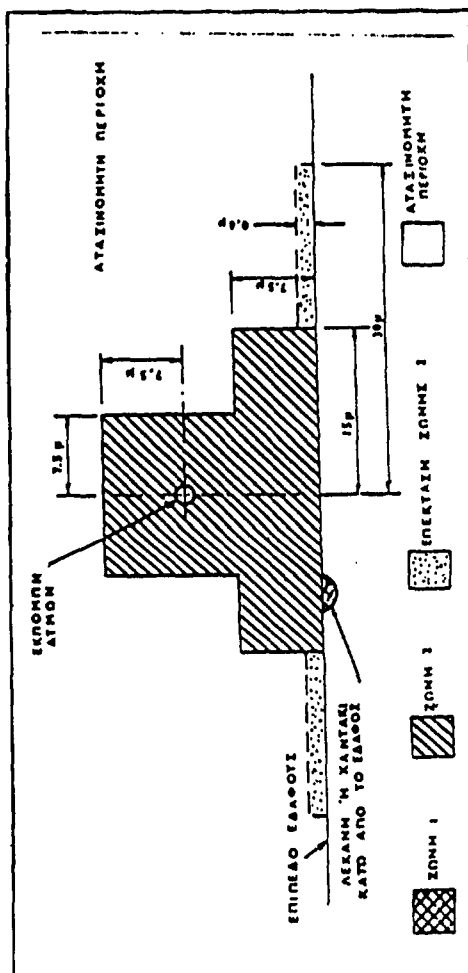 ΑΤΑΞΙΝΟΜΗΤΗ ΠΕΡΙΟΧΗ
ΕΚΠΟΜΠΗ
ΑΤΜΩΝ
7.5 μ
7,5 μ
7,5 μ
0,6 μ
15 μ
30 μ
ΕΠΙΠΕΔΟ ΕΔΑΦΟΥΣ
ΛΕΚΑΝΗ Ή ΧΑΝΤΑΚΙ
ΚΑΤΩ ΑΠΟ ΤΟ ΕΔΑΦΟΣ
ΖΩΝΗ 1
ΖΩΝΗ 2
ΕΠΕΚΤΑΣΗ ΖΩΝΗΣ 2
ΑΤΑΞΙΝΟΜΗΤΗ
ΠΕΡΙΟΧΗ